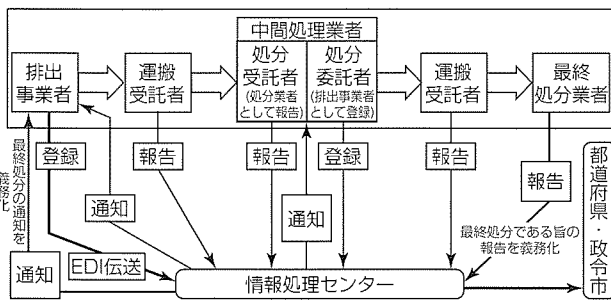 中間処理業者
排出
事業者
運搬
受託者
処分
受託者
(処分業者
として報告)
処分
委託者
(排出事業者
として登録)
運搬
受託者
最終
処分業者
最終処分の通知を
義務化
登録
報告
報告
登録
報告
報告
通知
通知
最終処分である旨の
報告を義務化
都道府県・政令市
通知
EDI伝送
情報処理センター